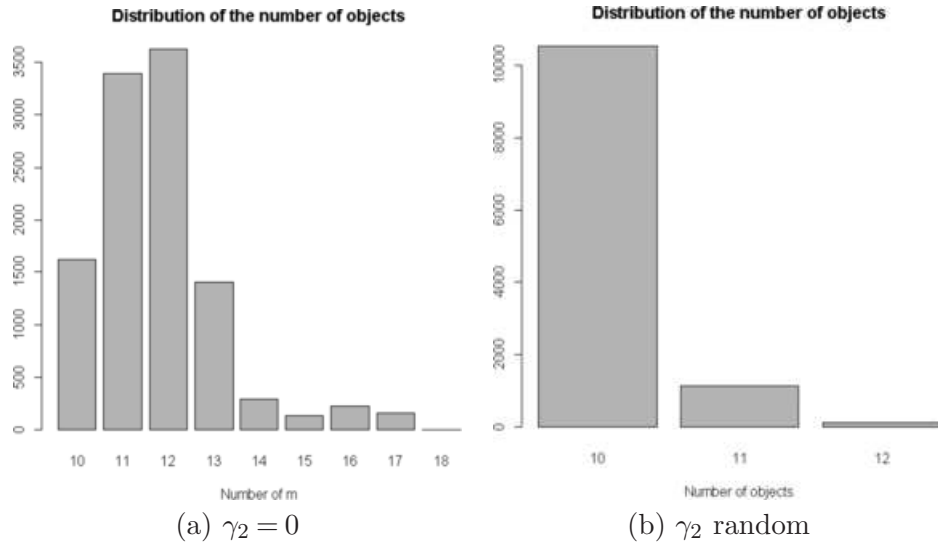 Distribution of the number of objects
3500
3000
2500
2000
1500
1000
500
0
10 11 12 13 14 15 16 17 18
Number of m
(a) γ₂ = 0
Distribution of the number of objects
10000
8000
6000
4000
2000
0
10 11 12
Number of objects
(b) γ₂ random